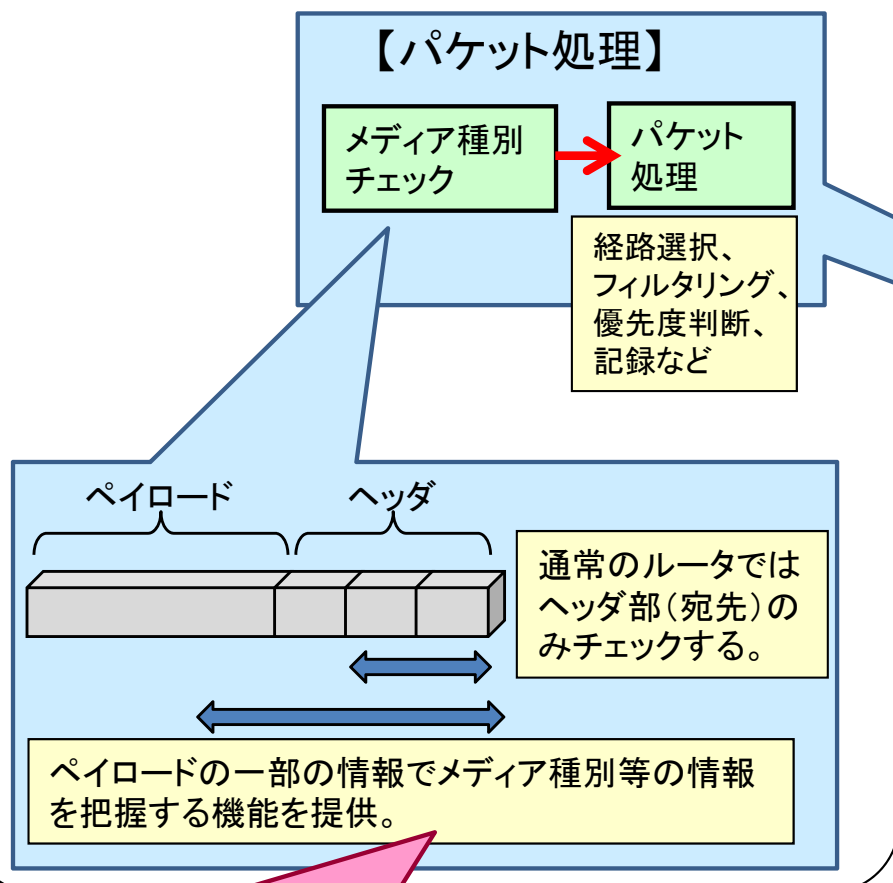 【パケット処理】
メディア種別
チェック
パケット
処理
経路選択、
フィルタリング、
優先度判断、
記録など
ペイロード
ヘッダ
通常のルータでは
ヘッダ部(宛先)の
みチェックする。
ペイロードの一部の情報でメディア種別等の情報
を把握する機能を提供。